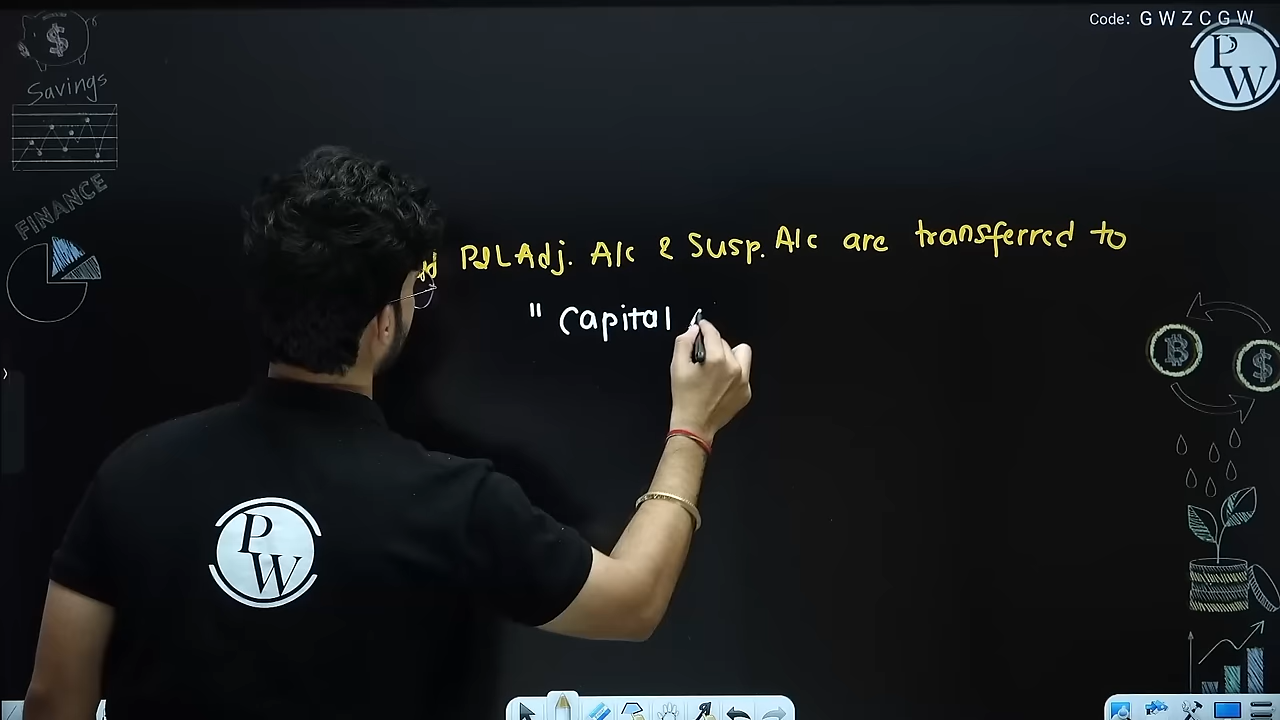 Code: G W Z C G W
P W
Savings
$
FINANCE
P&L Adj. A/c & Susp. A/c are transferred to
" Capital
P W